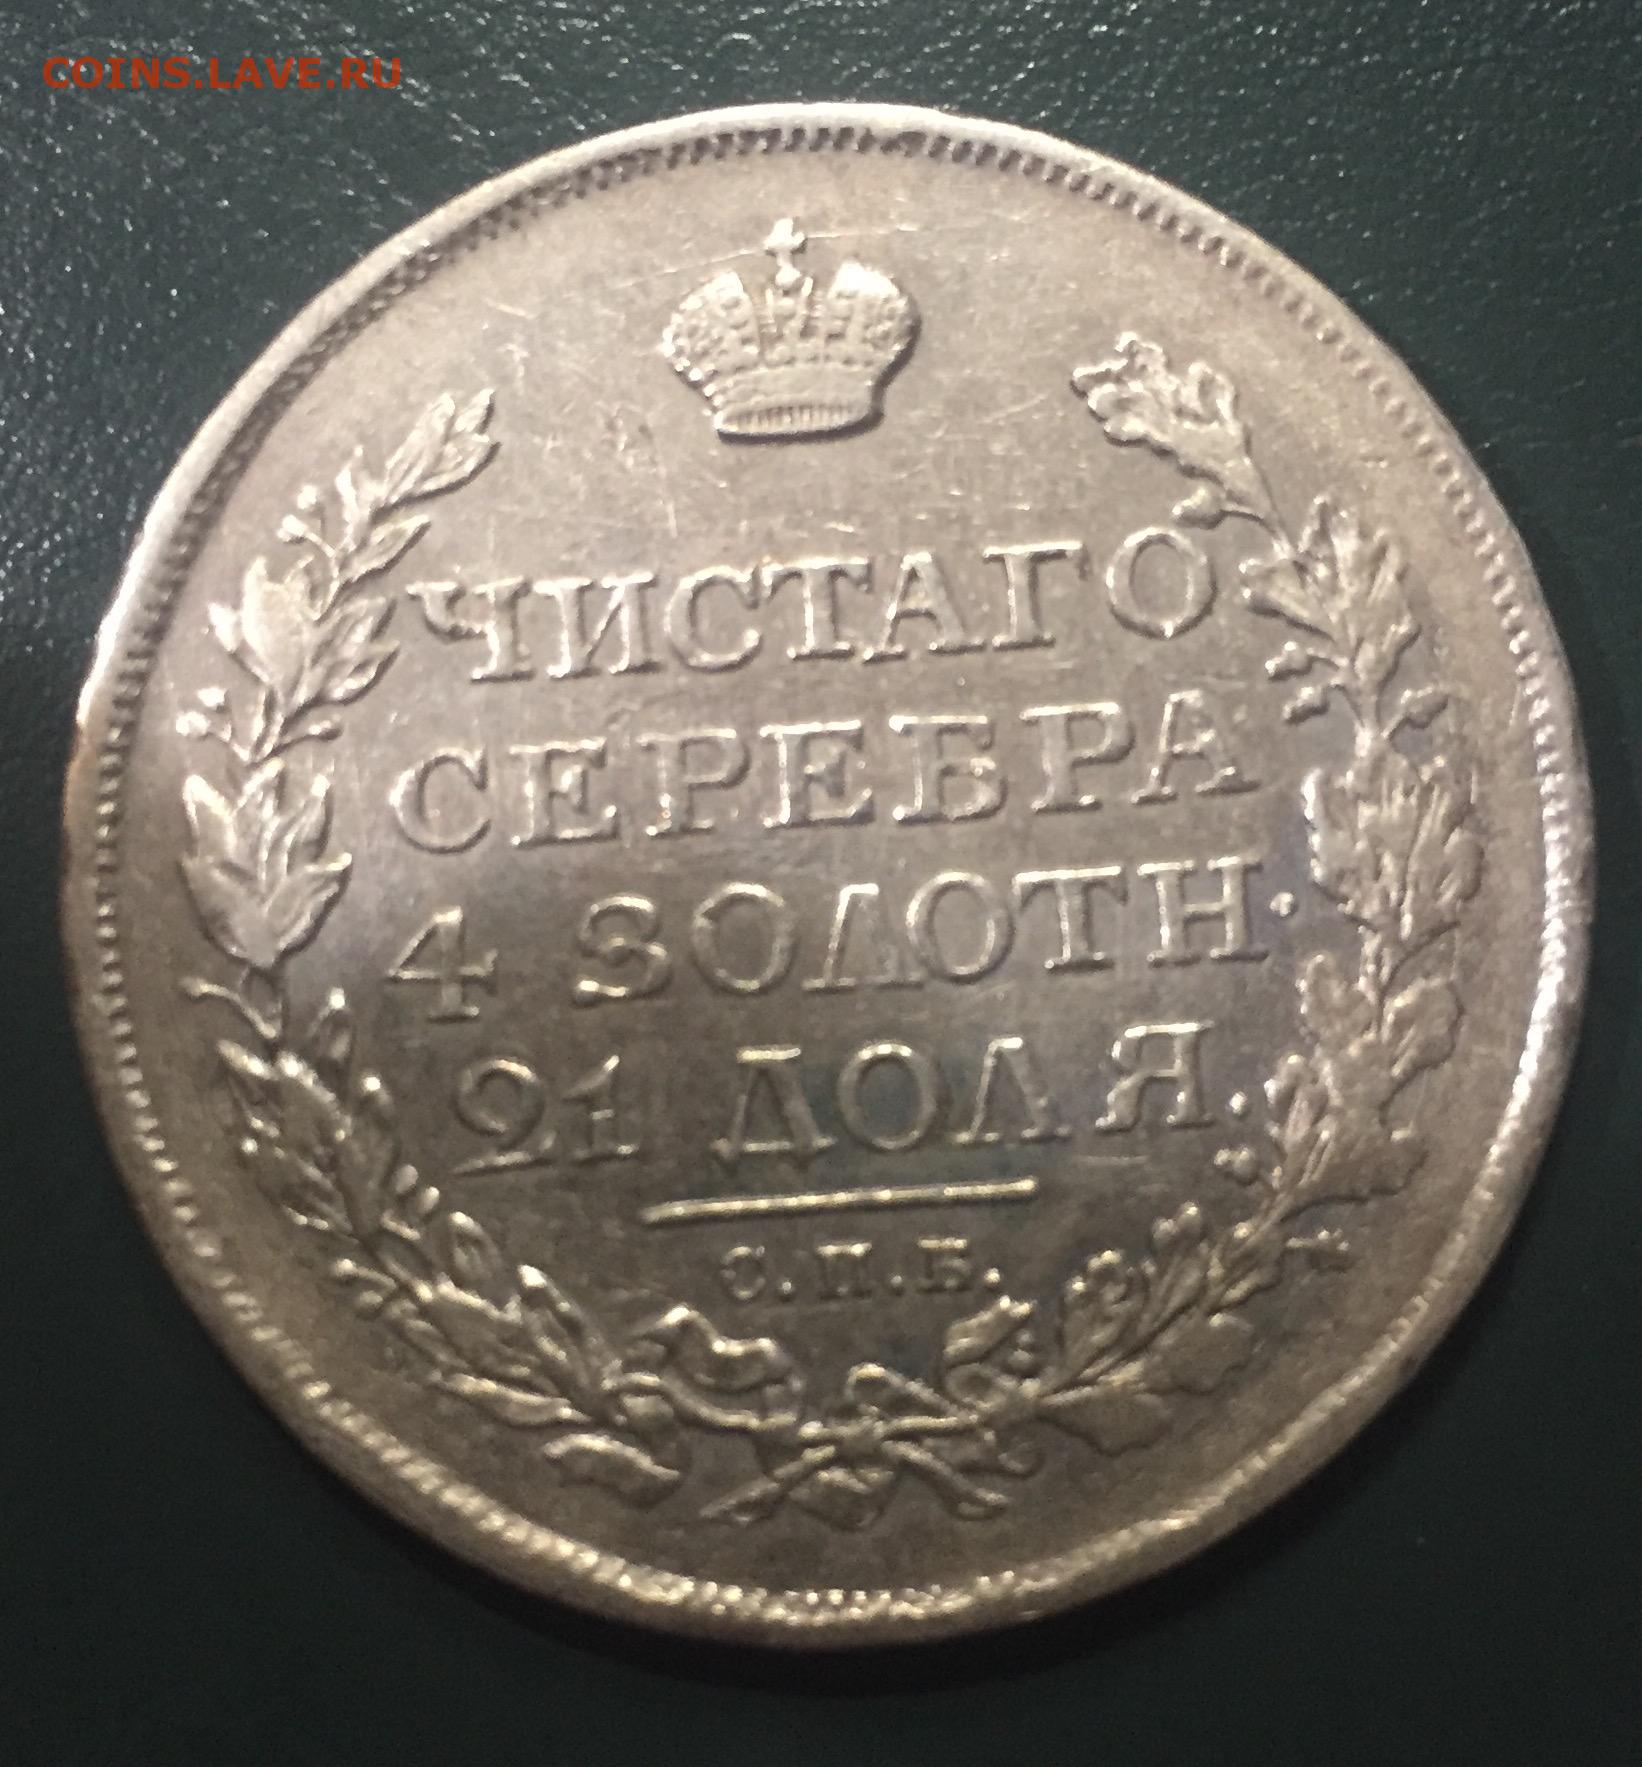 COINS.LAVE.RU
ЧИСТАГО
СЕРЕБРА
4 ЗОЛОТН.
21 ДОЛЯ.
С.П.Б.